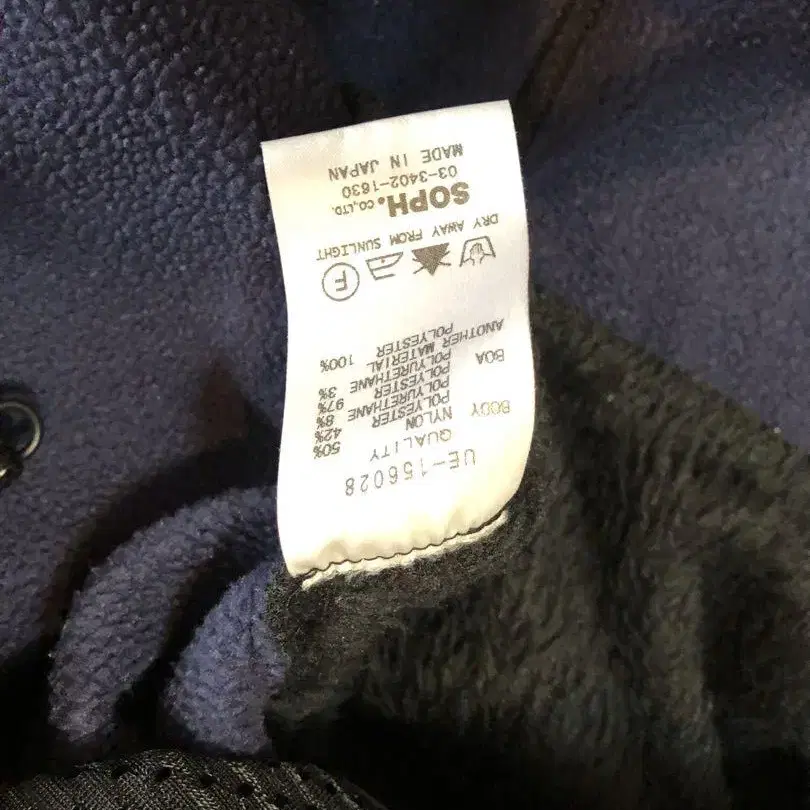 UE-156028
QUALITY
BODY NYLON 50%
POLYESTER 42%
POLYURETHANE 8%
BOA POLYESTER 97%
POLYURETHANE 3%
ANOTHER MATERIAL
POLYESTER 100%
F
DRY AWAY FROM SUNLIGHT
SOPH.CO.,LTD.
03-3402-1630
MADE IN JAPAN